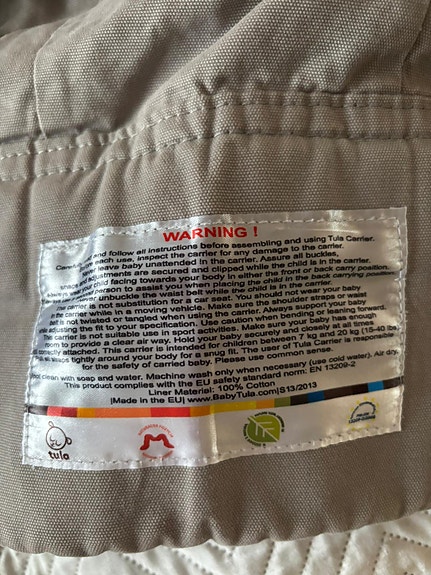 WARNING !
and follow all instructions before assembling and using Tula Carrier.
each use, inspect the carrier for any damage to the carrier.
never leave baby unattended in the carrier. Assure all buckles,
and adjustments are secured and clipped while the child is in the carrier.
child facing towards your body in either the front or back carry position.
person to assist you when placing the child in the back carrying position.
never unbuckle the waist belt while the child is in the carrier.
carrier is not substitution for a car seat. You should not wear your baby
in the carrier while in a moving vehicle. Make sure the shoulder straps or waist
belt is not twisted or tangled when using the carrier. Always support your baby
while adjusting the fit to your specification. Use caution when bending or leaning forward.
This carrier is not suitable use in sport activities. Make sure your baby has enough
room to provide a clear air way. Hold your baby securely and closely at all times
correctly attached. This carrier is intended for children between 7 kg and 20 kg (15-40 lbs
straps tightly around your body for a snug fit. The user of Tula Carrier is responsible
for the safety of carried baby. Please use common sense.
spot clean with soap and water. Machine wash only when necessary (use cold water). Air dry.
This product complies with the EU safety standard norm. EN 13209-2
Liner Material: 100% Cotton
|Made in the EU| www.BabyTula.com|S13/2013
tula
TF